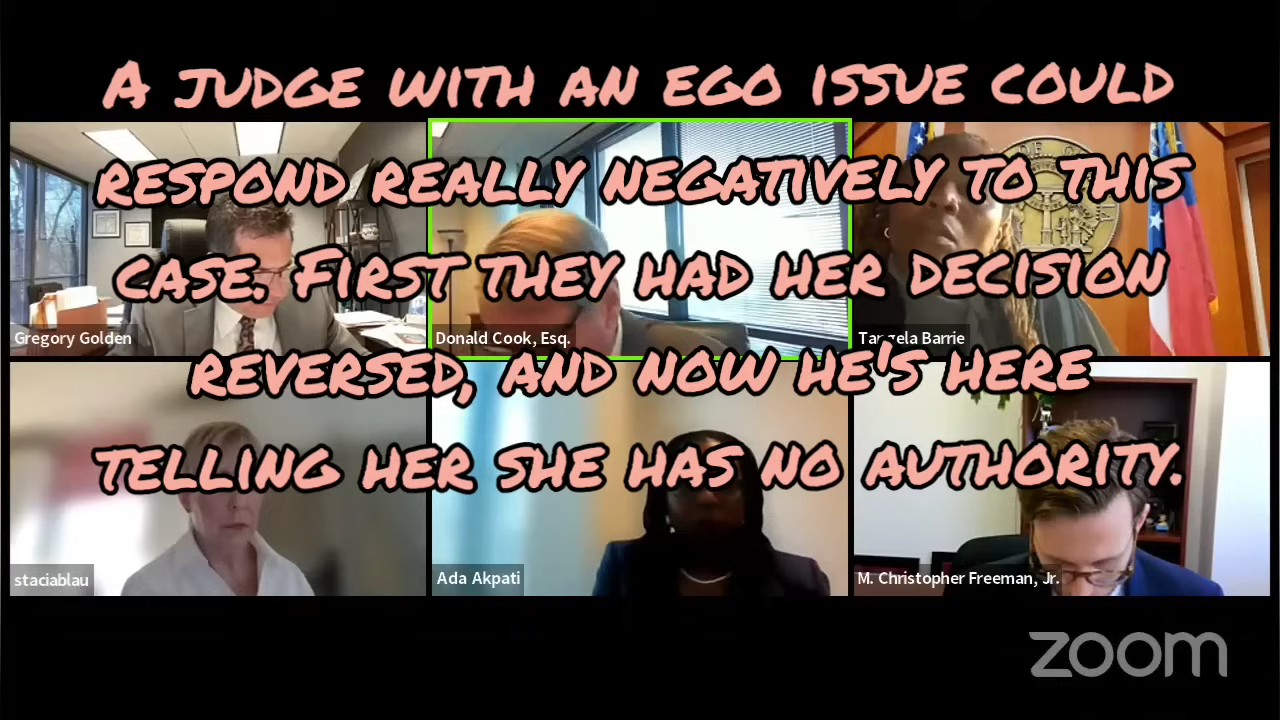 A JUDGE WITH AN EGO ISSUE COULD
RESPOND REALLY NEGATIVELY TO THIS
CASE. FIRST THEY HAD HER DECISION
REVERSED, AND NOW HE'S HERE
TELLING HER SHE HAS NO AUTHORITY.
Gregory Golden
Donald Cook, Esq.
Tangela Barrie
staciablau
Ada Akpati
M. Christopher Freeman, Jr.
zoom